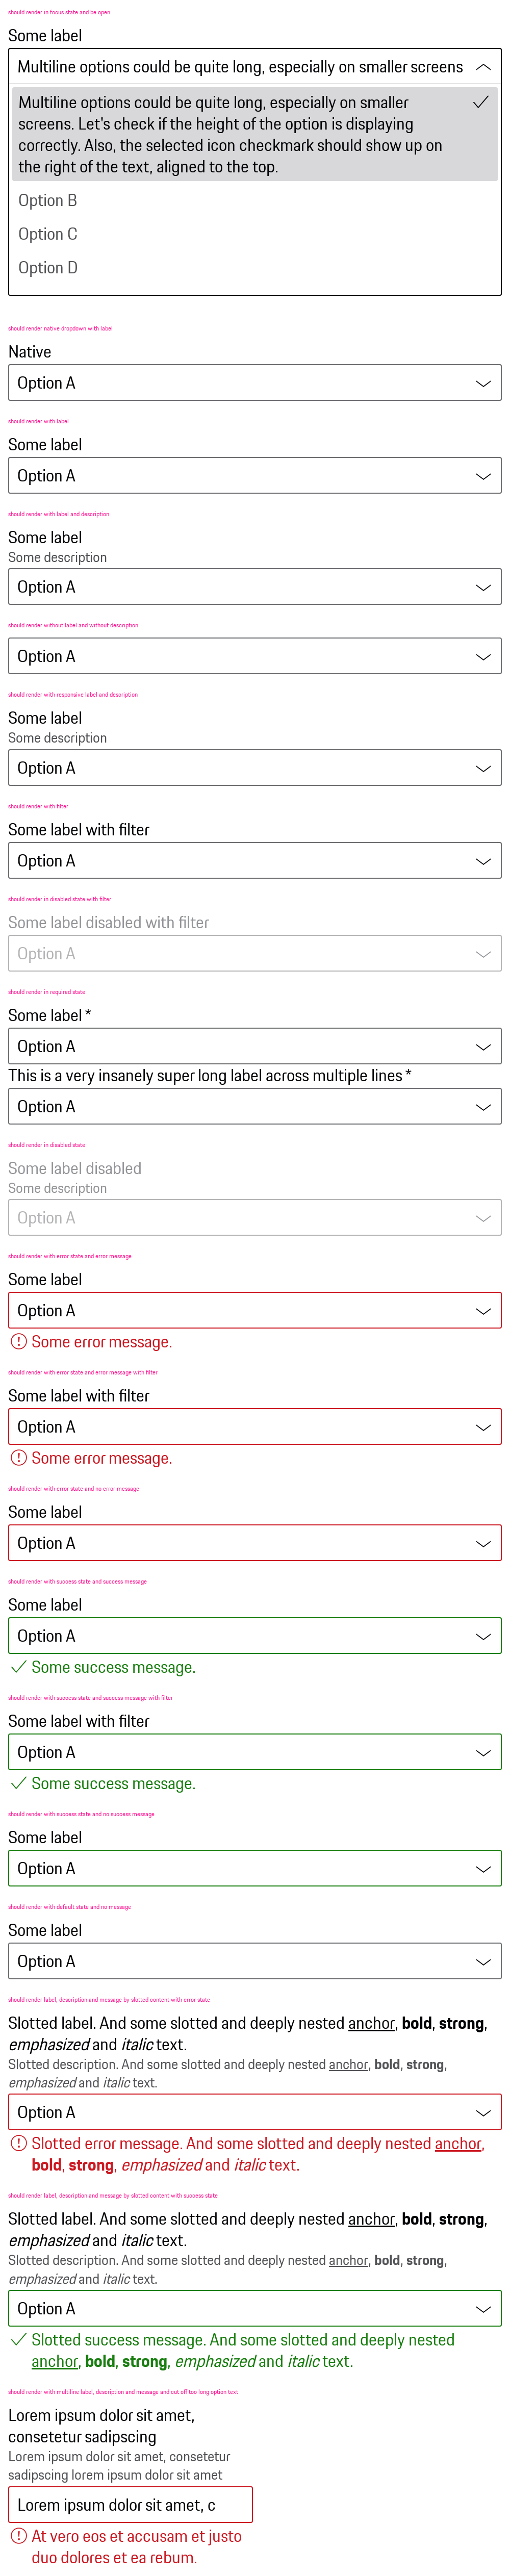 should render in focus state and be open
Some label
Multiline options could be quite long, especially on smaller screens
Multiline options could be quite long, especially on smaller
screens. Let's check if the height of the option is displaying
correctly. Also, the selected icon checkmark should show up on
the right of the text, aligned to the top.
Option B
Option C
Option D
should render native dropdown with label
Native
Option A
should render with label
Some label
Option A
should render with label and description
Some label
Some description
Option A
should render without label and without description
Option A
should render with responsive label and description
Some label
Some description
Option A
should render with filter
Some label with filter
Option A
should render in disabled state with filter
Some label disabled with filter
Option A
should render in required state
Some label *
Option A
This is a very insanely super long label across multiple lines *
Option A
should render in disabled state
Some label disabled
Some description
Option A
should render with error state and error message
Some label
Option A
Some error message.
should render with error state and error message with filter
Some label with filter
Option A
Some error message.
should render with error state and no error message
Some label
Option A
should render with success state and success message
Some label
Option A
Some success message.
should render with success state and success message with filter
Some label with filter
Option A
Some success message.
should render with success state and no success message
Some label
Option A
should render with default state and no message
Some label
Option A
should render label, description and message by slotted content with error state
Slotted label. And some slotted and deeply nested anchor, bold, strong,
emphasized and italic text.
Slotted description. And some slotted and deeply nested anchor, bold, strong,
emphasized and italic text.
Option A
Slotted error message. And some slotted and deeply nested anchor,
bold, strong, emphasized and italic text.
should render label, description and message by slotted content with success state
Slotted label. And some slotted and deeply nested anchor, bold, strong,
emphasized and italic text.
Slotted description. And some slotted and deeply nested anchor, bold, strong,
emphasized and italic text.
Option A
Slotted success message. And some slotted and deeply nested
anchor, bold, strong, emphasized and italic text.
should render with multiline label, description and message and cut off too long option text
Lorem ipsum dolor sit amet,
consetetur sadipscing
Lorem ipsum dolor sit amet, consetetur
sadipscing lorem ipsum dolor sit amet
Lorem ipsum dolor sit amet, c
At vero eos et accusam et justo
duo dolores et ea rebum.